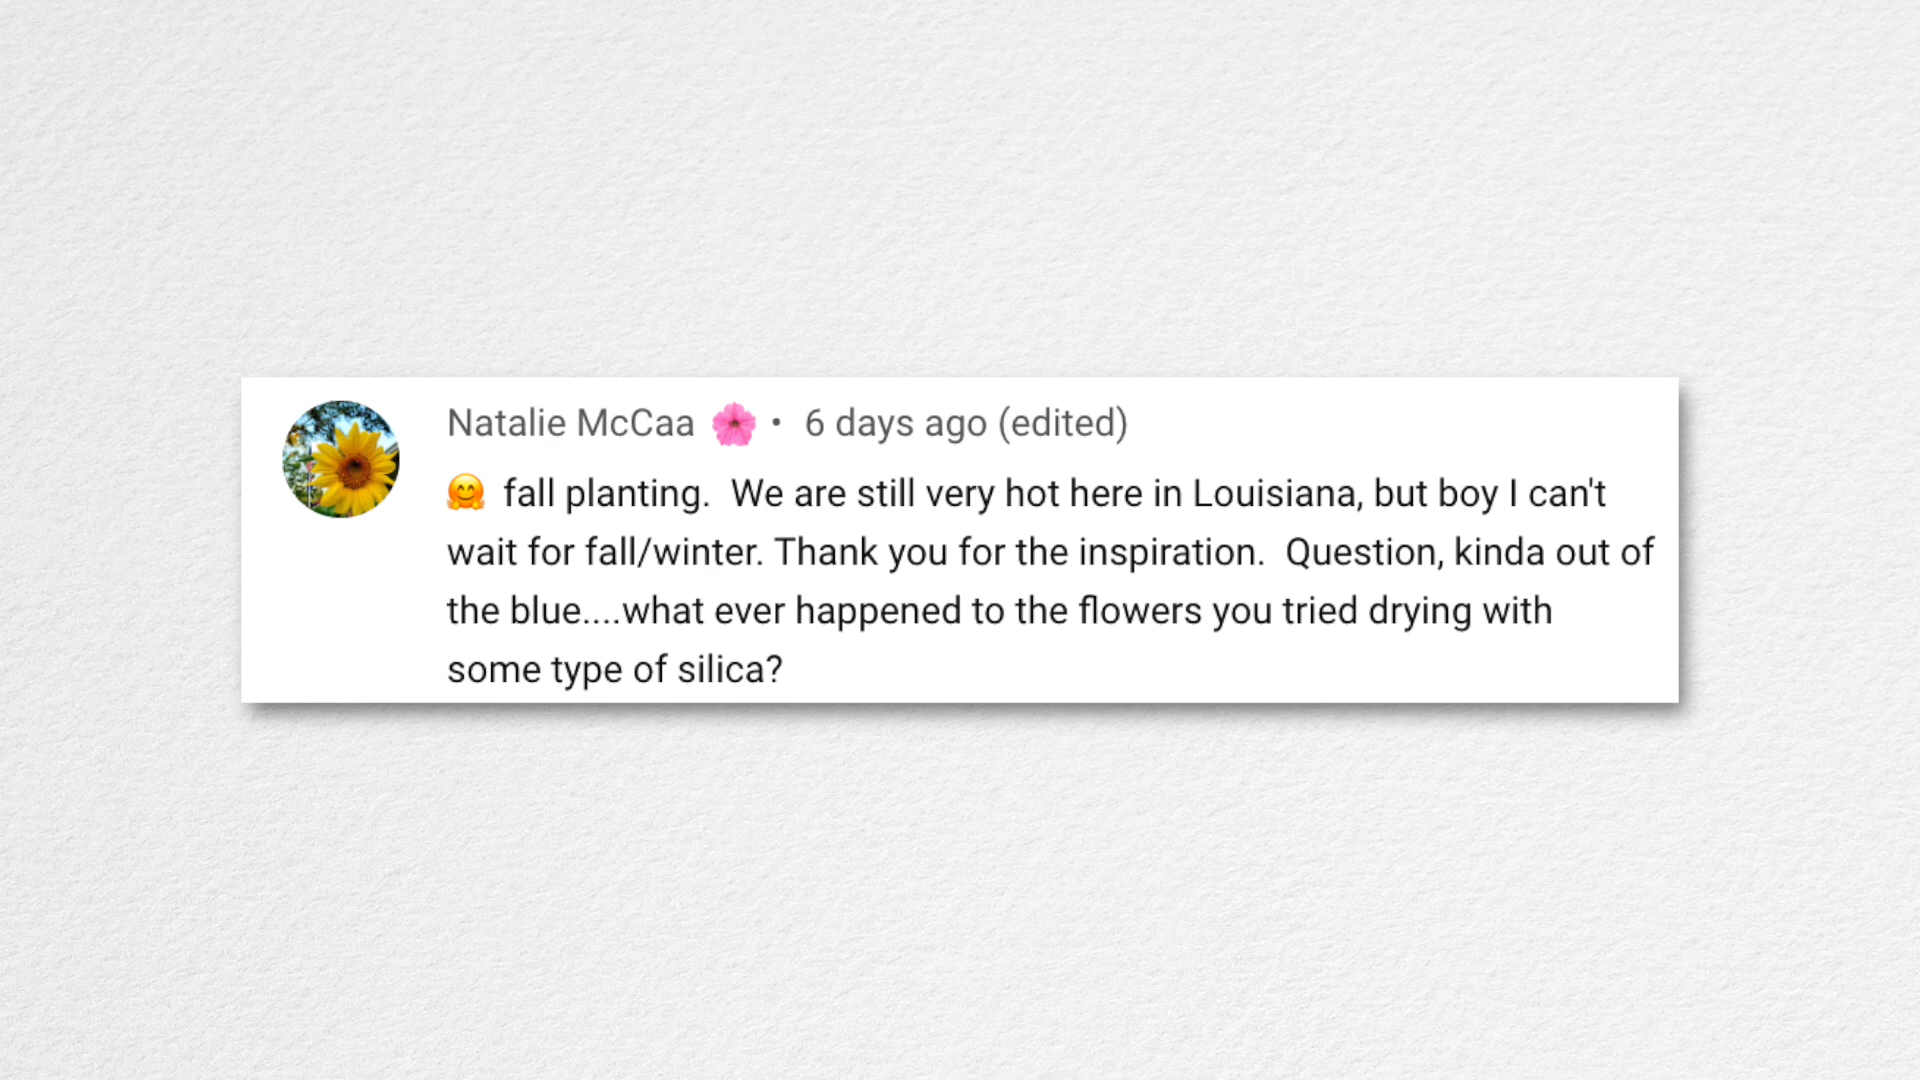 Natalie McCaa 🌸 • 6 days ago (edited)
🤗 fall planting.  We are still very hot here in Louisiana, but boy I can't
wait for fall/winter. Thank you for the inspiration.  Question, kinda out of
the blue....what ever happened to the flowers you tried drying with
some type of silica?